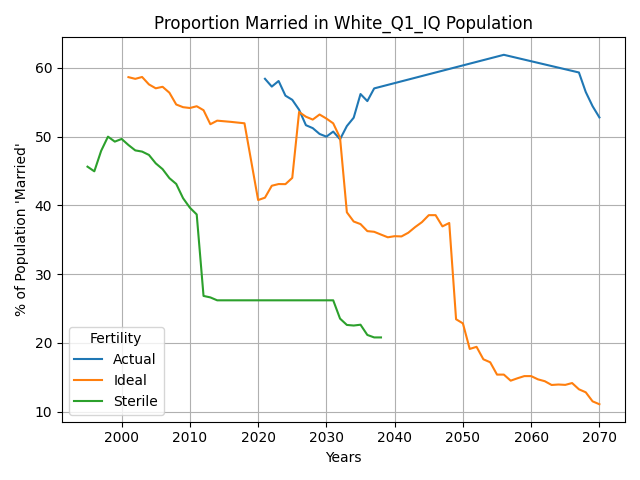 Proportion Married in White_Q1_IQ Population
% of Population 'Married'
60
50
40
30
20
10
Fertility
Actual
Ideal
Sterile
2000 2010 2020 2030 2040 2050 2060 2070
Years